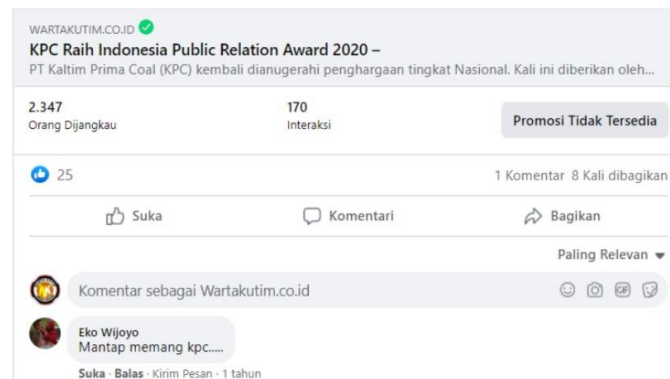 WARTAKUTIM.CO.ID
KPC Raih Indonesia Public Relation Award 2020 –
PT Kaltim Prima Coal (KPC) kembali dianugerahi penghargaan tingkat Nasional. Kali ini diberikan oleh...
2.347 170
Orang Dijangkau Interaksi Promosi Tidak Tersedia
25 1 Komentar 8 Kali dibagikan
Suka Komentari Bagikan
Paling Relevan
Komentar sebagai Wartakutim.co.id GIF
Eko Wijoyo
Mantap memang kpc.....
Suka · Balas · Kirim Pesan · 1 tahun